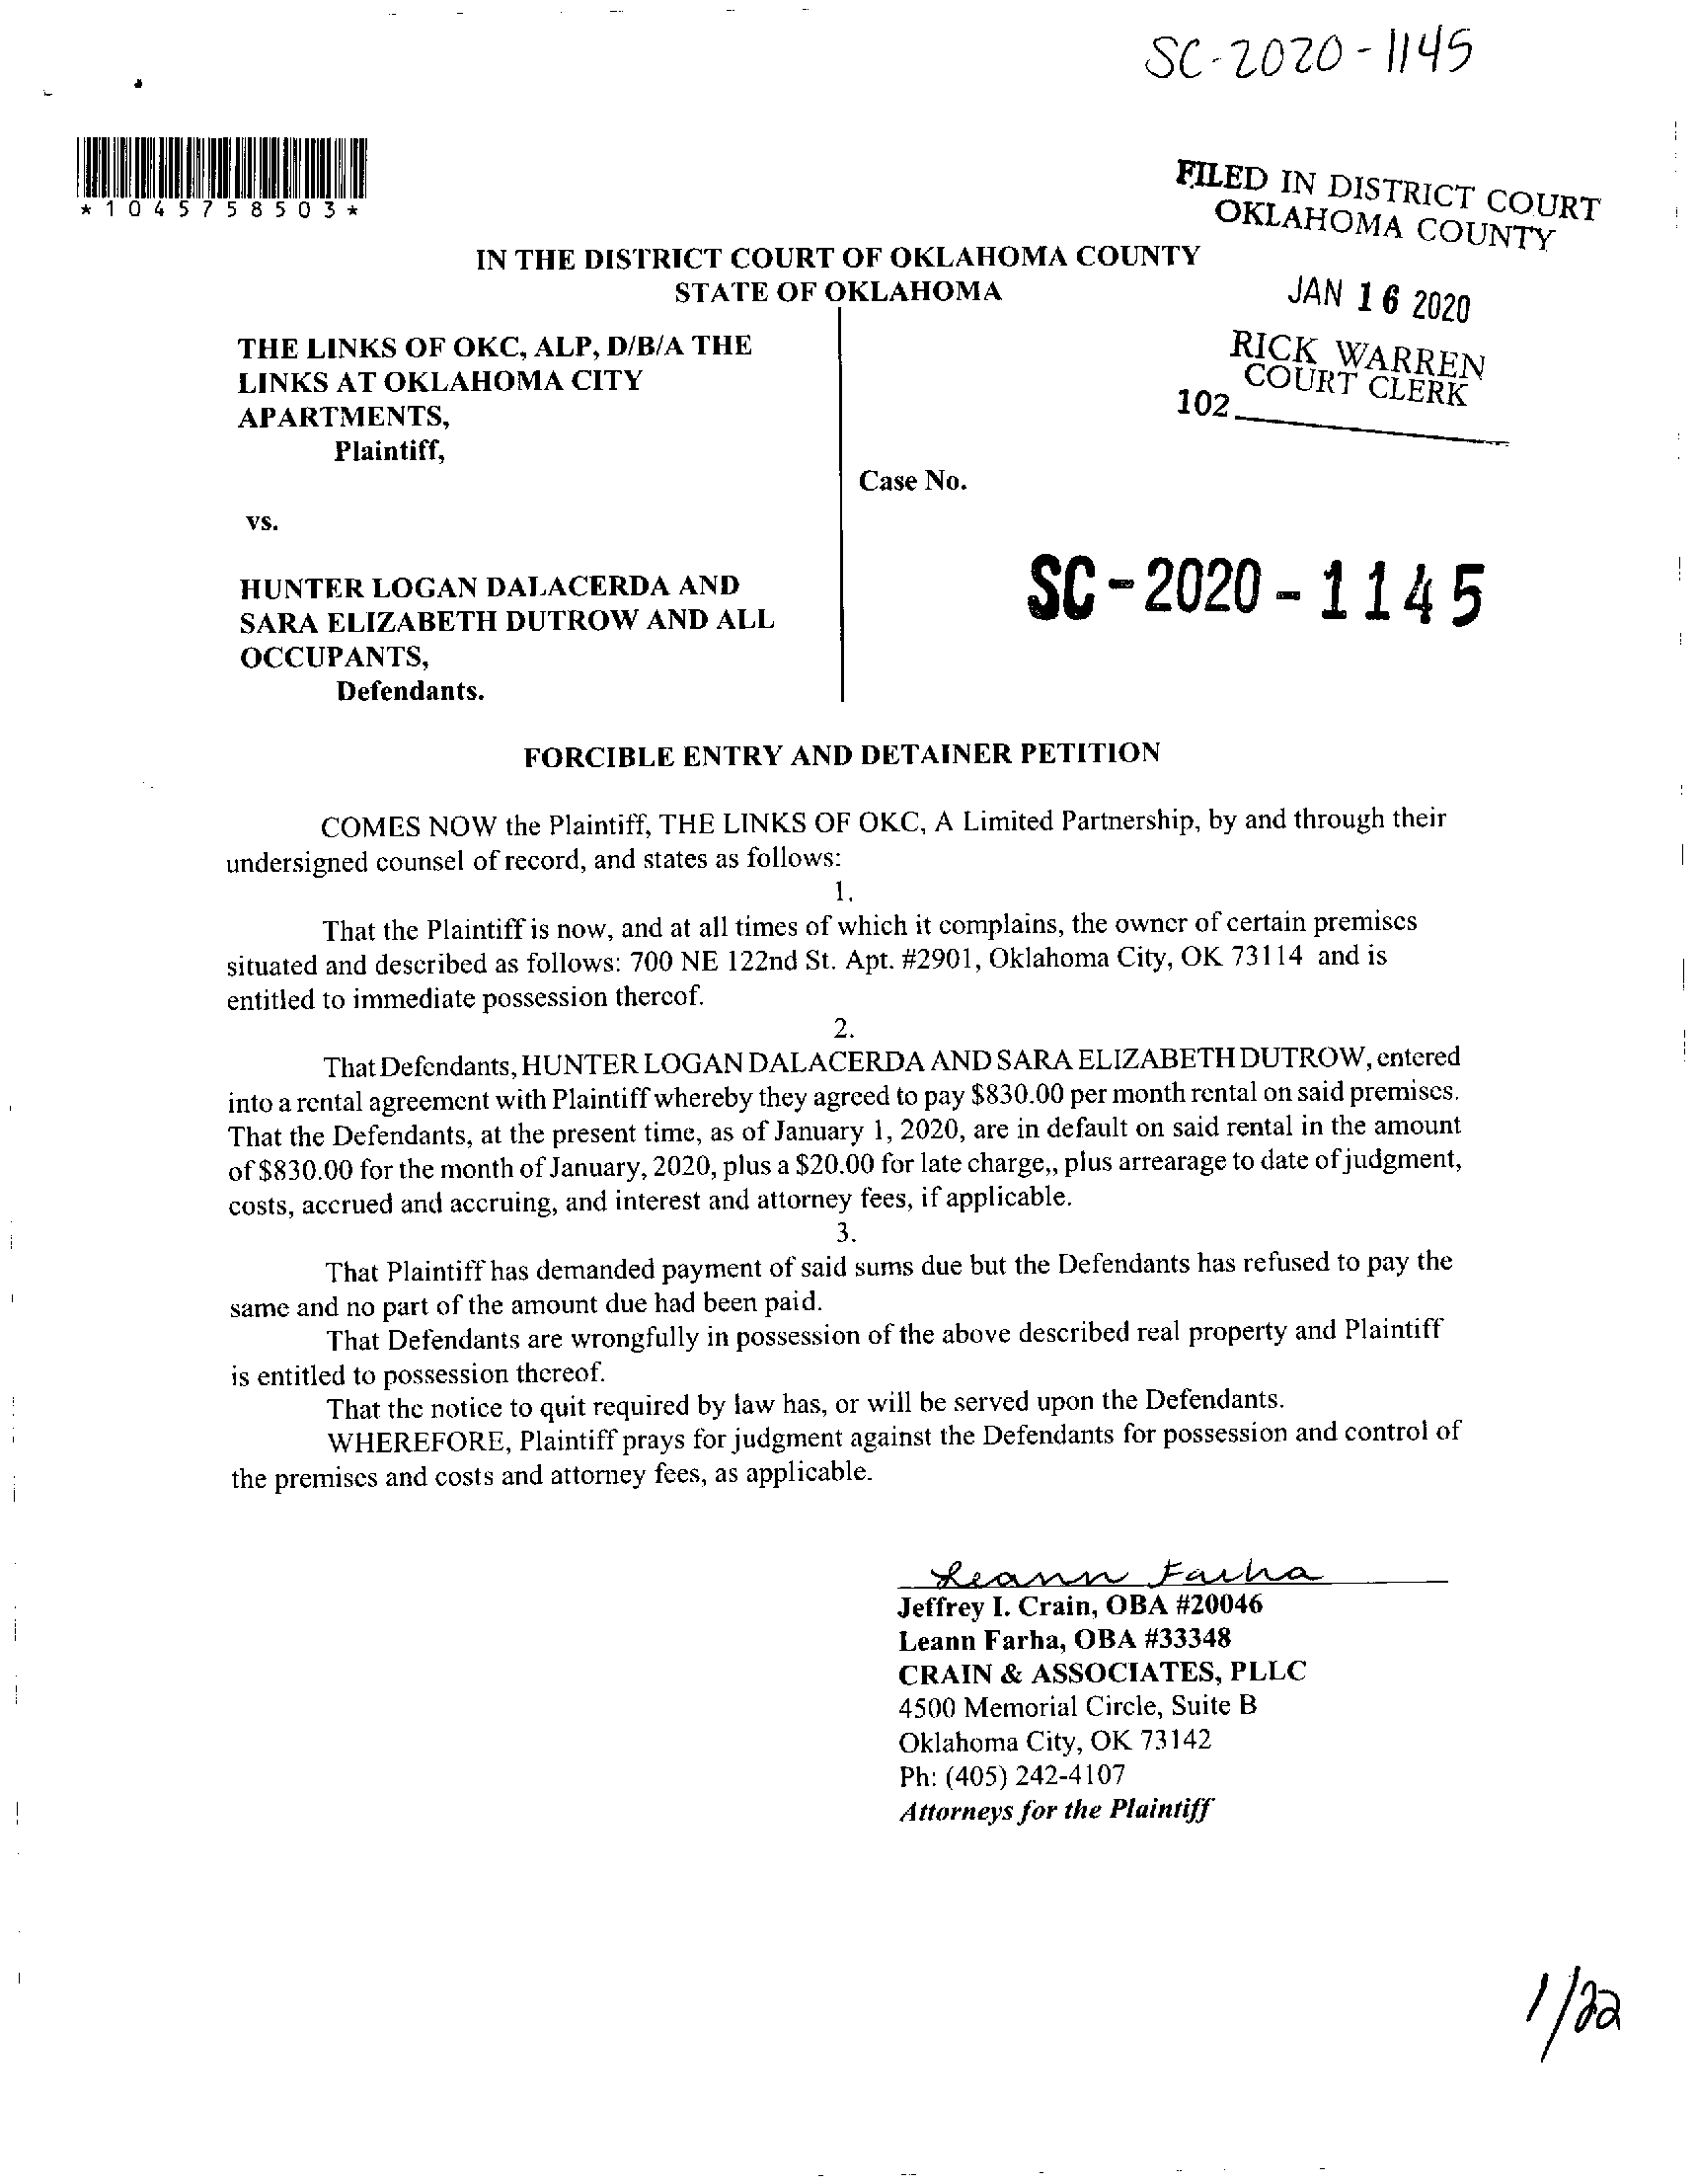 SC-2020-1145
*1045758503*
FILED IN DISTRICT COURT
OKLAHOMA COUNTY
IN THE DISTRICT COURT OF OKLAHOMA COUNTY
STATE OF OKLAHOMA
JAN 16 2020
RICK WARREN
COURT CLERK
102
THE LINKS OF OKC, ALP, D/B/A THE
LINKS AT OKLAHOMA CITY
APARTMENTS,
Plaintiff,
Case No.
vs.
SC-2020-1145
HUNTER LOGAN DALACERDA AND
SARA ELIZABETH DUTROW AND ALL
OCCUPANTS,
Defendants.
FORCIBLE ENTRY AND DETAINER PETITION
COMES NOW the Plaintiff, THE LINKS OF OKC, A Limited Partnership, by and through their
undersigned counsel of record, and states as follows:
1.
That the Plaintiff is now, and at all times of which it complains, the owner of certain premises
situated and described as follows: 700 NE 122nd St. Apt. #2901, Oklahoma City, OK 73114 and is
entitled to immediate possession thereof.
2.
That Defendants, HUNTER LOGAN DALACERDA AND SARA ELIZABETH DUTROW, entered
into a rental agreement with Plaintiff whereby they agreed to pay $830.00 per month rental on said premises.
That the Defendants, at the present time, as of January 1, 2020, are in default on said rental in the amount
of $830.00 for the month of January, 2020, plus a $20.00 for late charge,, plus arrearage to date of judgment,
costs, accrued and accruing, and interest and attorney fees, if applicable.
3.
That Plaintiff has demanded payment of said sums due but the Defendants has refused to pay the
same and no part of the amount due had been paid.
That Defendants are wrongfully in possession of the above described real property and Plaintiff
is entitled to possession thereof.
That the notice to quit required by law has, or will be served upon the Defendants.
WHEREFORE, Plaintiff prays for judgment against the Defendants for possession and control of
the premises and costs and attorney fees, as applicable.
Leann Farha
Jeffrey I. Crain, OBA #20046
Leann Farha, OBA #33348
CRAIN & ASSOCIATES, PLLC
4500 Memorial Circle, Suite B
Oklahoma City, OK 73142
Ph: (405) 242-4107
Attorneys for the Plaintiff
1/22